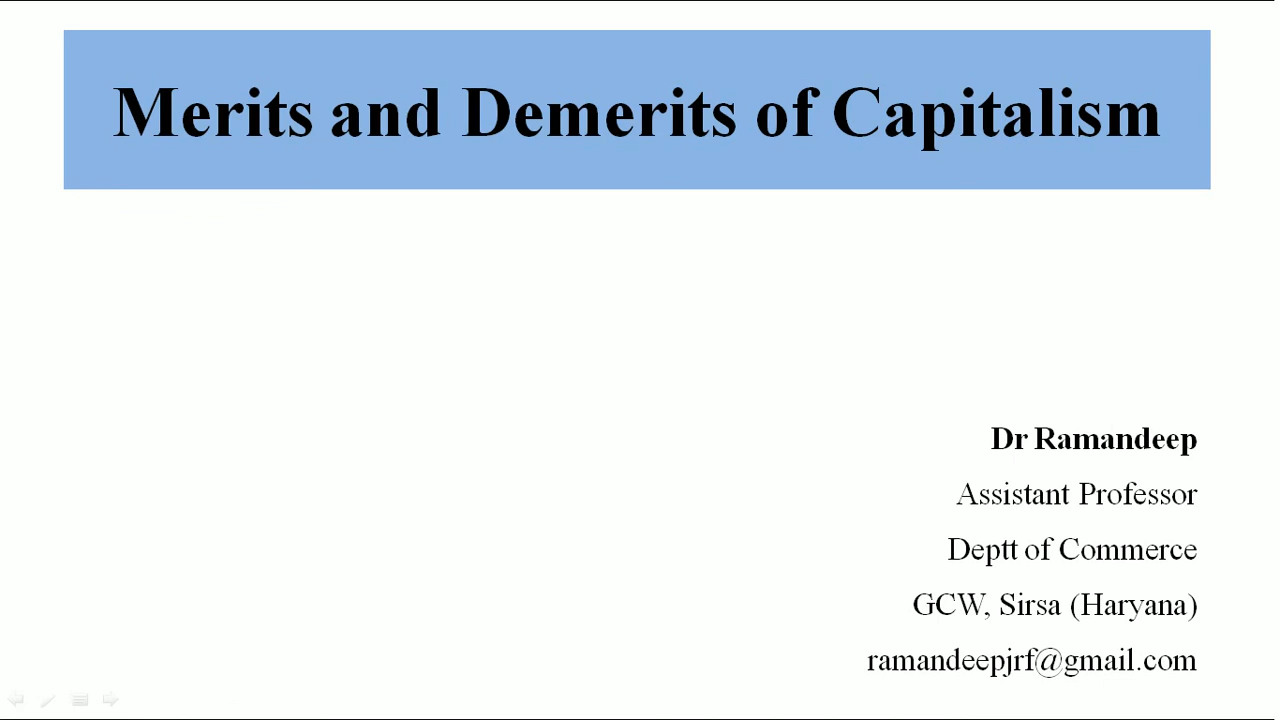 Merits and Demerits of Capitalism
Dr Ramandeep
Assistant Professor
Deptt of Commerce
GCW, Sirsa (Haryana)
ramandeepjrf@gmail.com